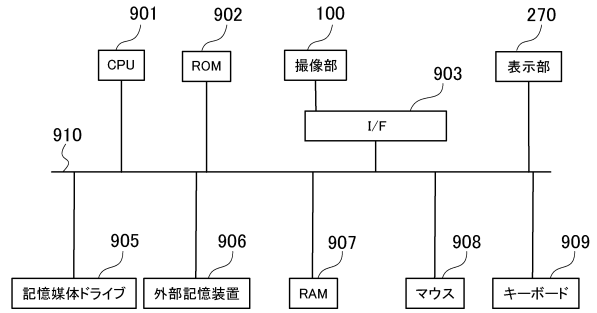 901
902
100
270
CPU
ROM
撮像部
903
表示部
I/F
910
905
906
907
908
909
記憶媒体ドライブ
外部記憶装置
RAM
マウス
キーボード